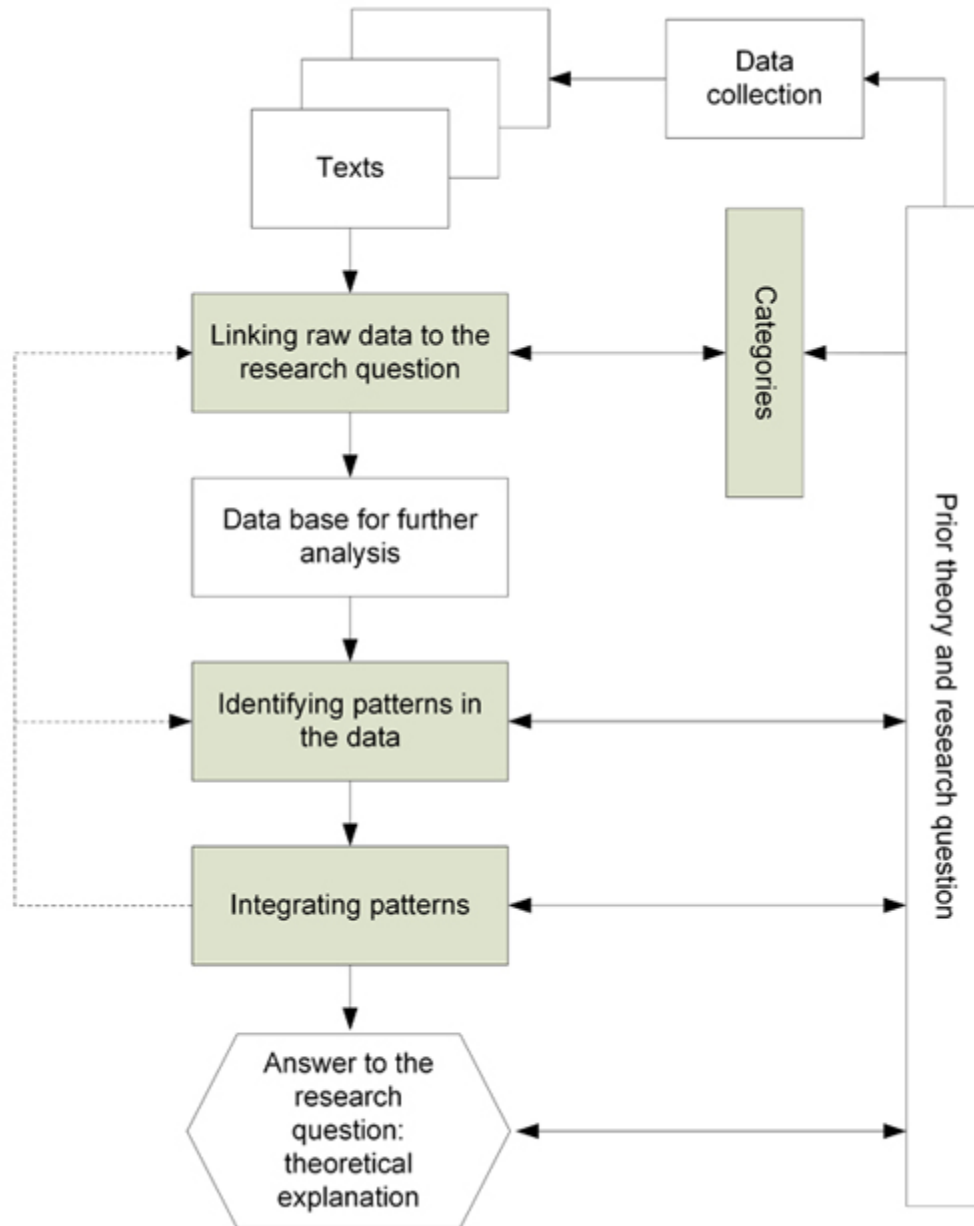 Data
collection
Texts
Linking raw data to the
research question
Categories
Data base for further
analysis
Prior theory and research question
Identifying patterns in
the data
Integrating patterns
Answer to the
research
question:
theoretical
explanation